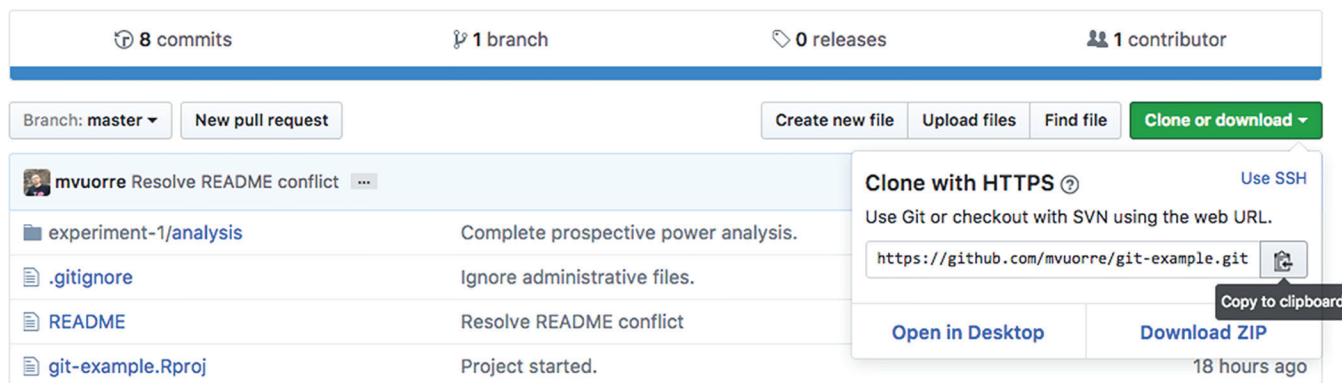 8 commits 1 branch 0 releases 1 contributor
Branch: master New pull request Create new file Upload files Find file Clone or download
mvuorre Resolve README conflict ...
Clone with HTTPS ? Use SSH
Use Git or checkout with SVN using the web URL.
experiment-1/analysis Complete prospective power analysis.
https://github.com/mvuorre/git-example.git
.gitignore Ignore administrative files.
Copy to clipboard
README Resolve README conflict
Open in Desktop Download ZIP
git-example.Rproj Project started. 18 hours ago